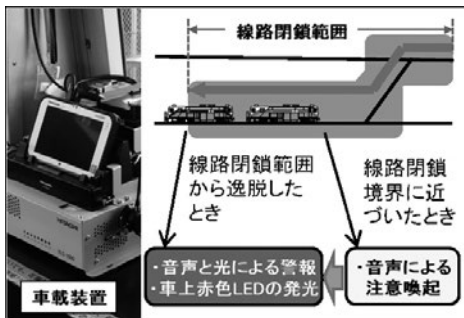 線路閉鎖範囲
線路閉鎖範囲
から逸脱した
とき
線路閉鎖
境界に近
づいたとき
・音声と光による警報
・車上赤色LEDの発光
・音声による
注意喚起
車載装置